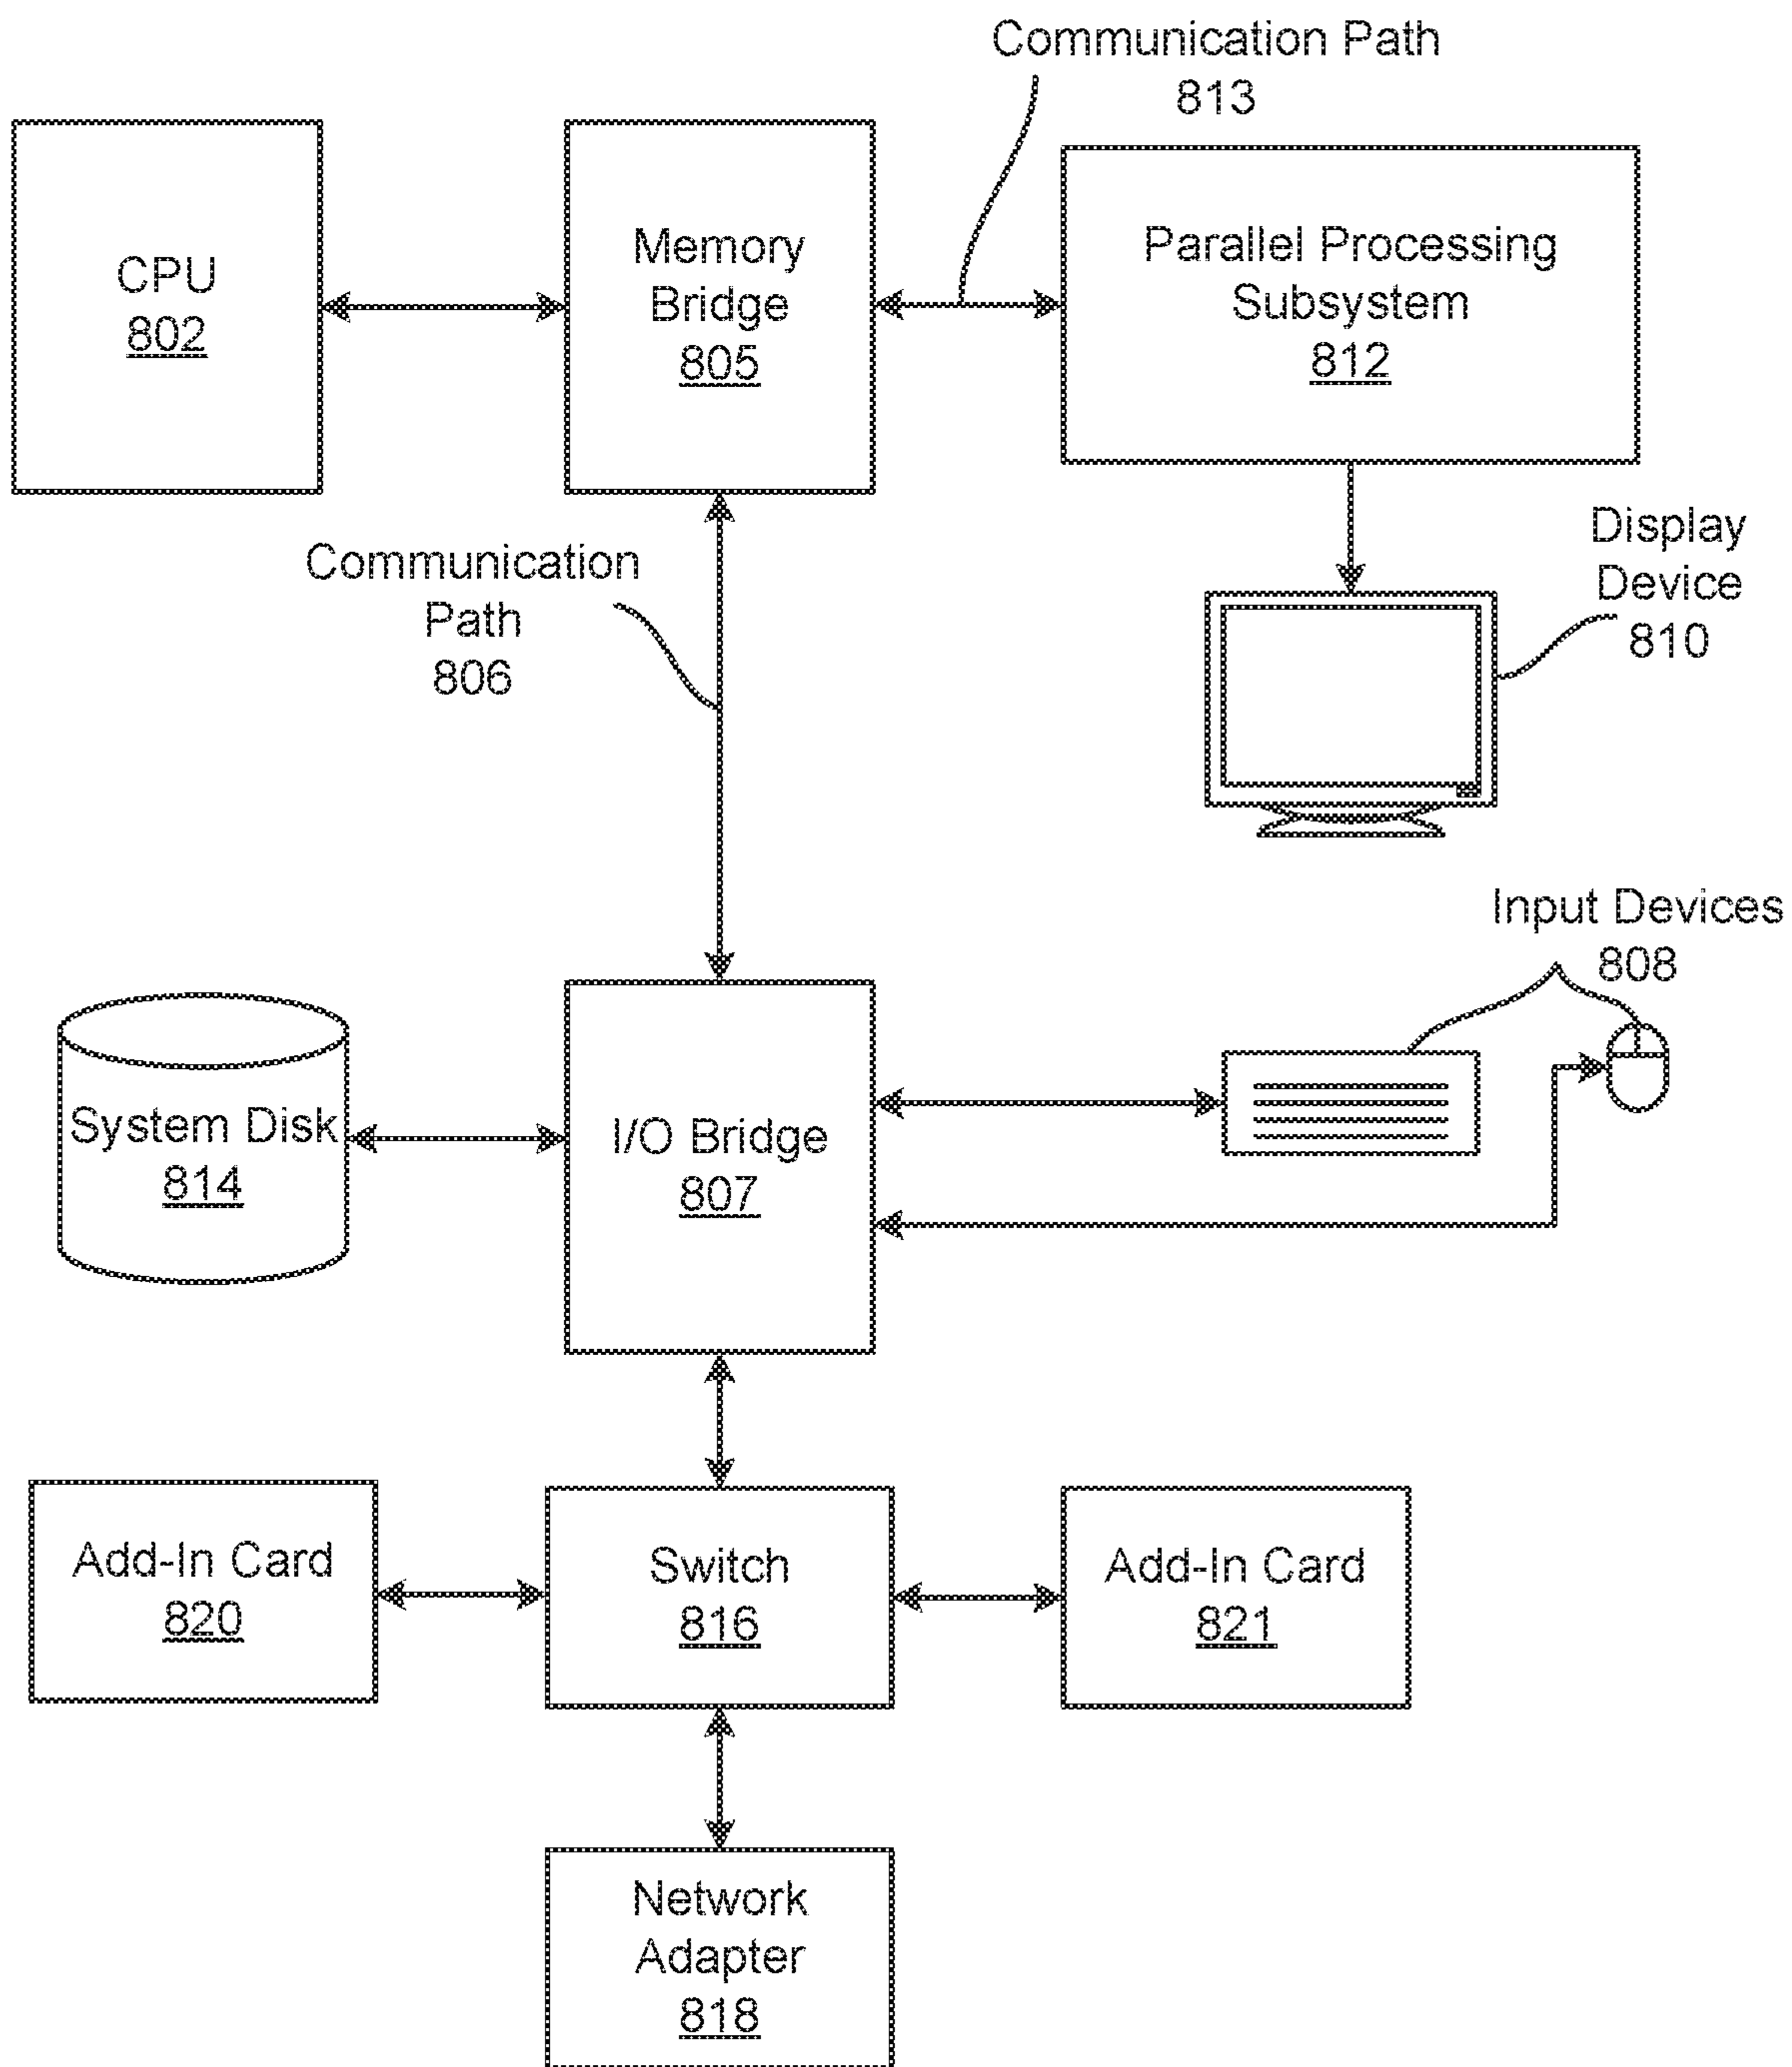 Communication Path
813
CPU
802
Memory
Bridge
805
Parallel Processing
Subsystem
812
Communication
Path
806
Display
Device
810
Input Devices
808
System Disk
814
I/O Bridge
807
Add-In Card
820
Switch
816
Add-In Card
821
Network
Adapter
818